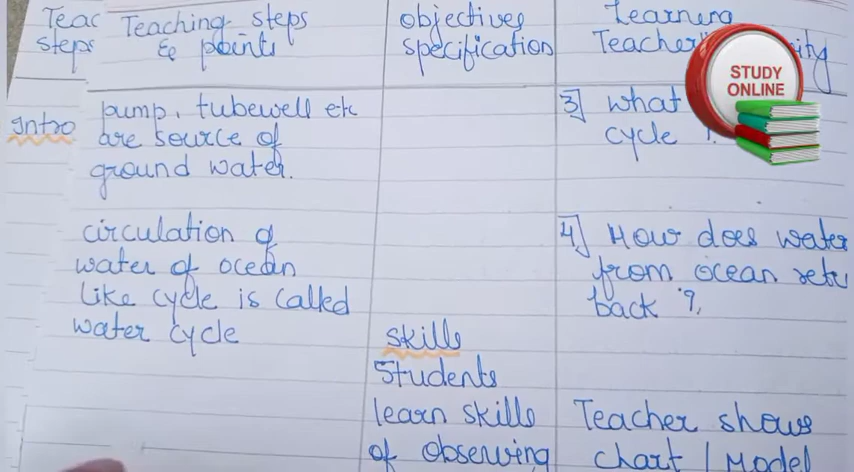 Teac
steps
Teaching steps
& points
objectives
specification
Learning
Teacher
ity
STUDY
ONLINE
Intro
pump, tubewell etc
are source of
ground water.
3] what
cycle ?
circulation of
water of ocean
like cycle is called
water cycle
4] How does water
from ocean retu
back ?
skills
Students
learn skills
of observing
Teacher shows
chart / Model